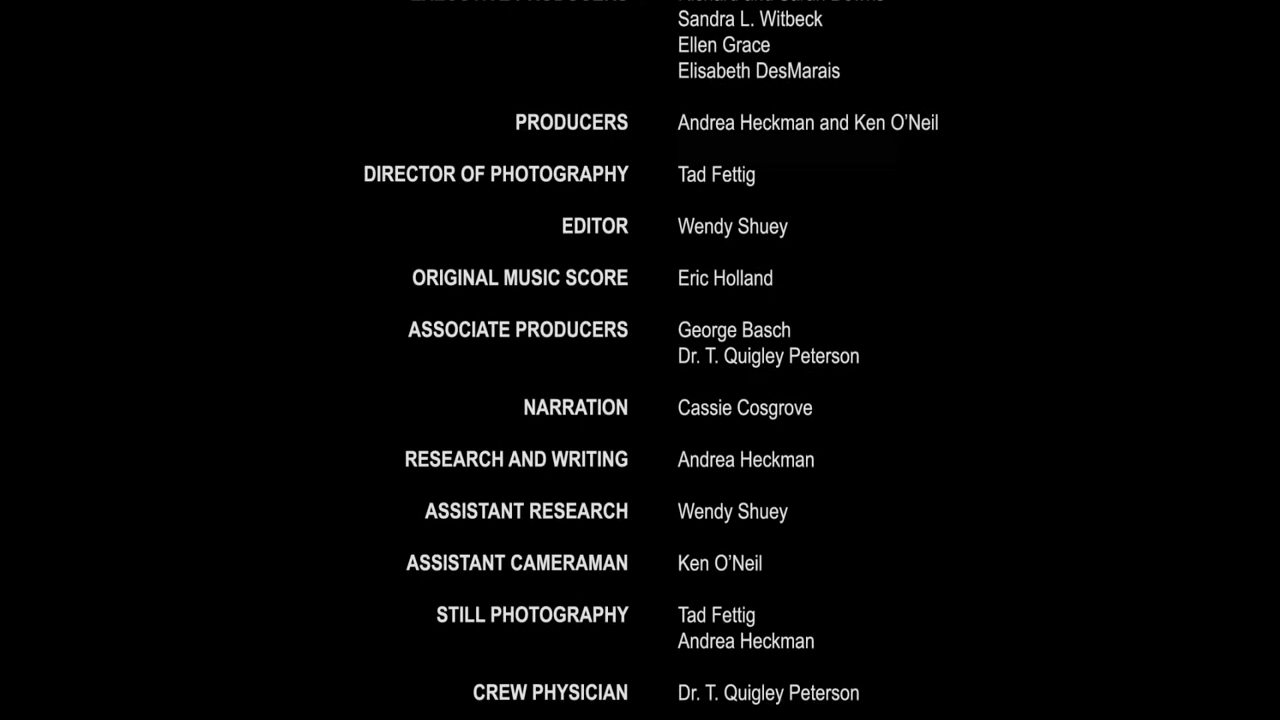 Sandra L. Witbeck
Ellen Grace
Elisabeth DesMarais
PRODUCERS Andrea Heckman and Ken O’Neil
DIRECTOR OF PHOTOGRAPHY Tad Fettig
EDITOR Wendy Shuey
ORIGINAL MUSIC SCORE Eric Holland
ASSOCIATE PRODUCERS George Basch
Dr. T. Quigley Peterson
NARRATION Cassie Cosgrove
RESEARCH AND WRITING Andrea Heckman
ASSISTANT RESEARCH Wendy Shuey
ASSISTANT CAMERAMAN Ken O’Neil
STILL PHOTOGRAPHY Tad Fettig
Andrea Heckman
CREW PHYSICIAN Dr. T. Quigley Peterson